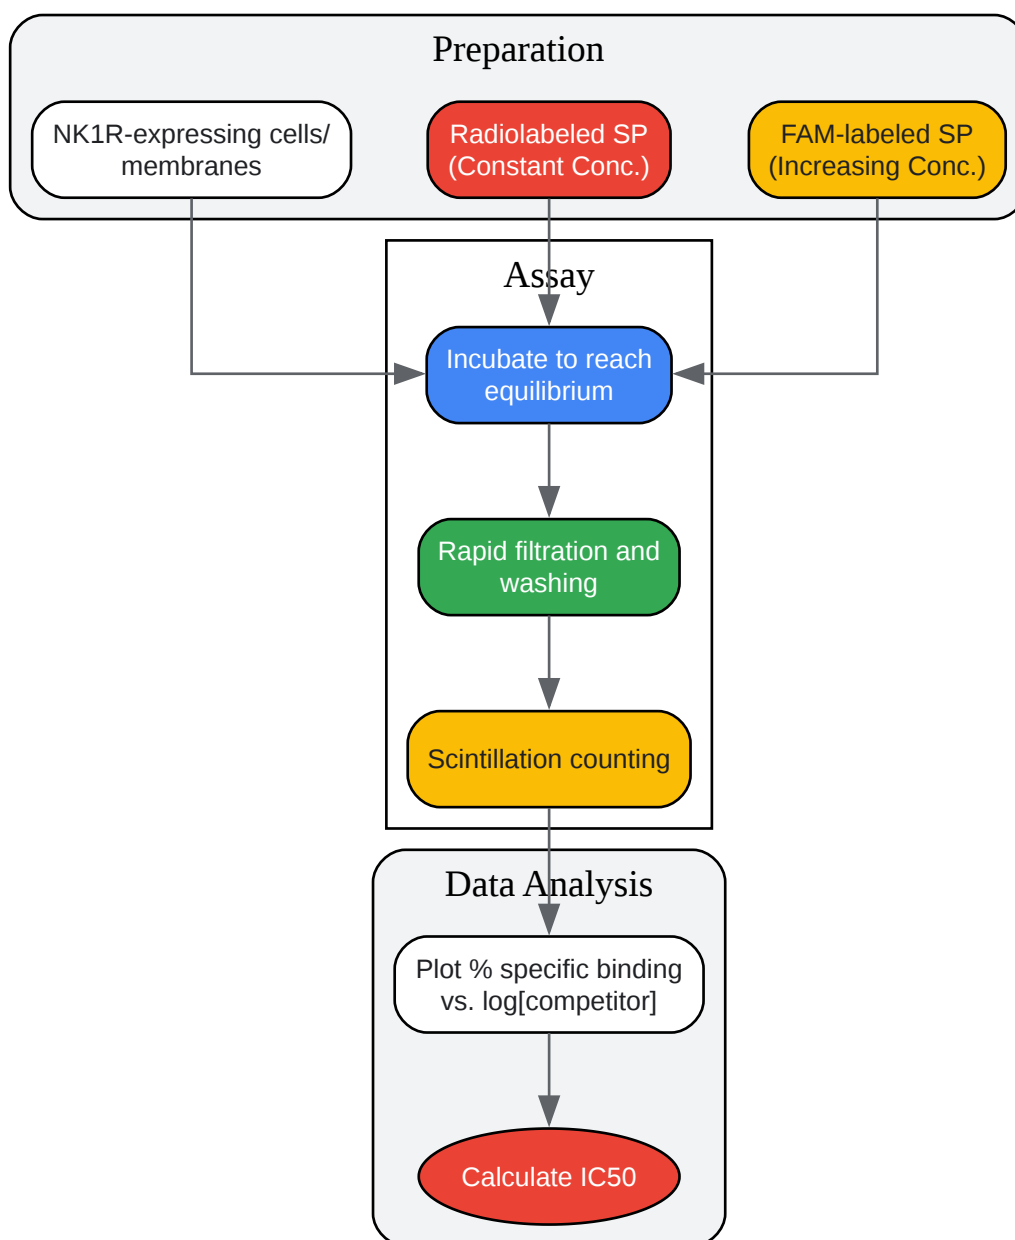 Preparation
NK1R-expressing cells/
membranes
Radiolabeled SP
(Constant Conc.)
FAM-labeled SP
(Increasing Conc.)
Assay
Incubate to reach
equilibrium
Rapid filtration and
washing
Scintillation counting
Data Analysis
Plot % specific binding
vs. log[competitor]
Calculate IC50